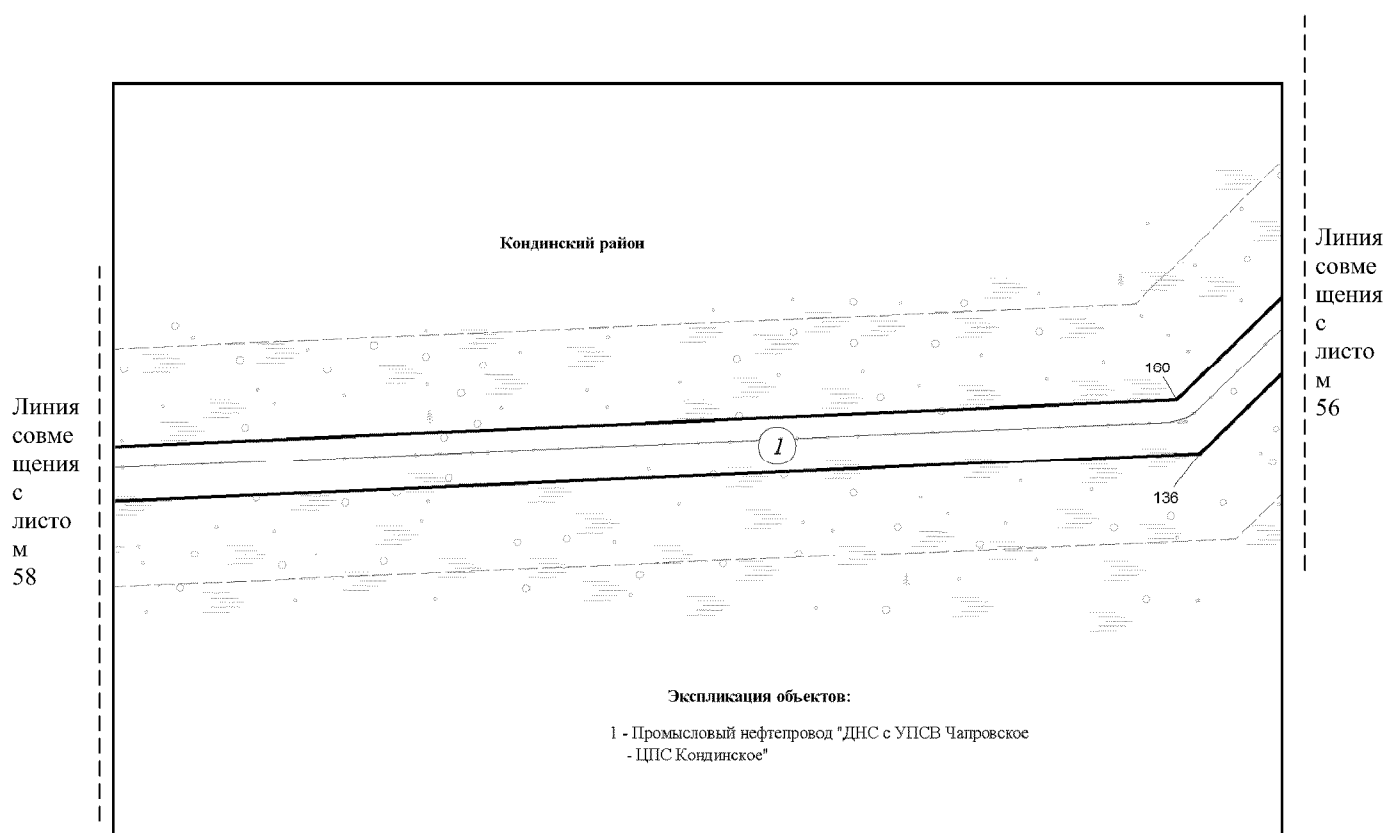 Кондинский район
Линия
совме
щения
с
листо
м
56
160
Линия
совме
щения
с
листо
м
58
1
136
Экспликация объектов:
1 - Промысловый нефтепровод "ДНС с УПСВ Чапровское
- ЦПС Кондинское"